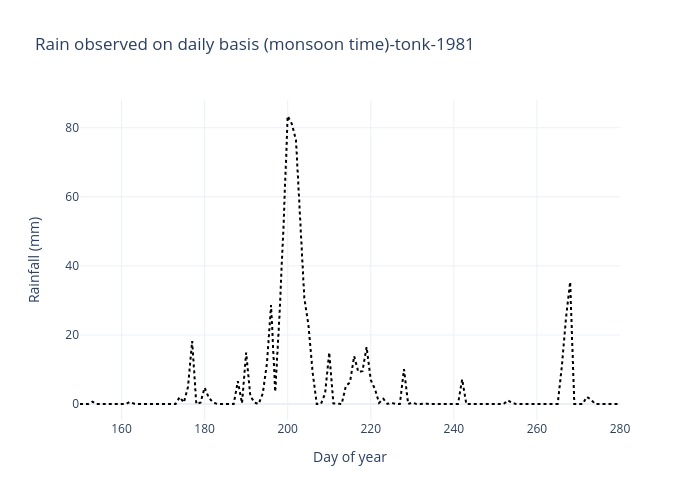 Rain observed on daily basis (monsoon time)-tonk-1981
80
60
40
20
0
Rainfall (mm)
160 180 200 220 240 260 280
Day of year